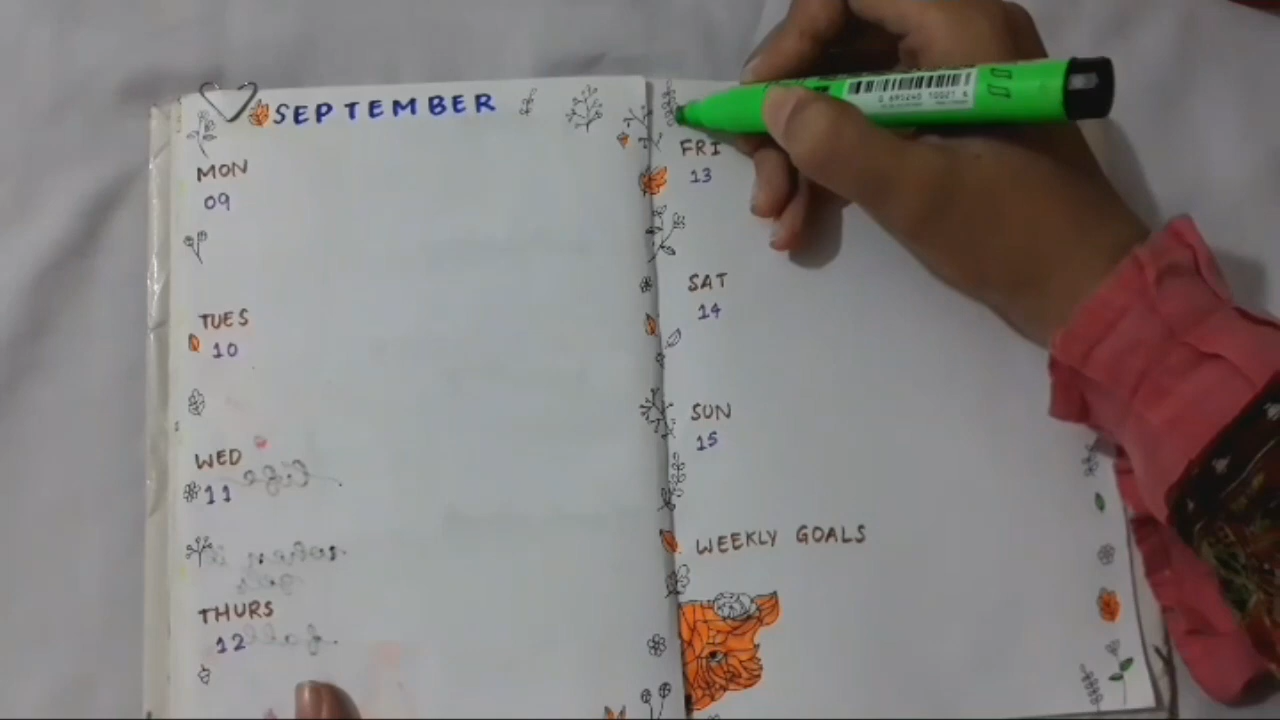 SEPTEMBER
MON
09
TUES
10
WED
11
THURS
12
FRI
13
SAT
14
SUN
15
WEEKLY GOALS